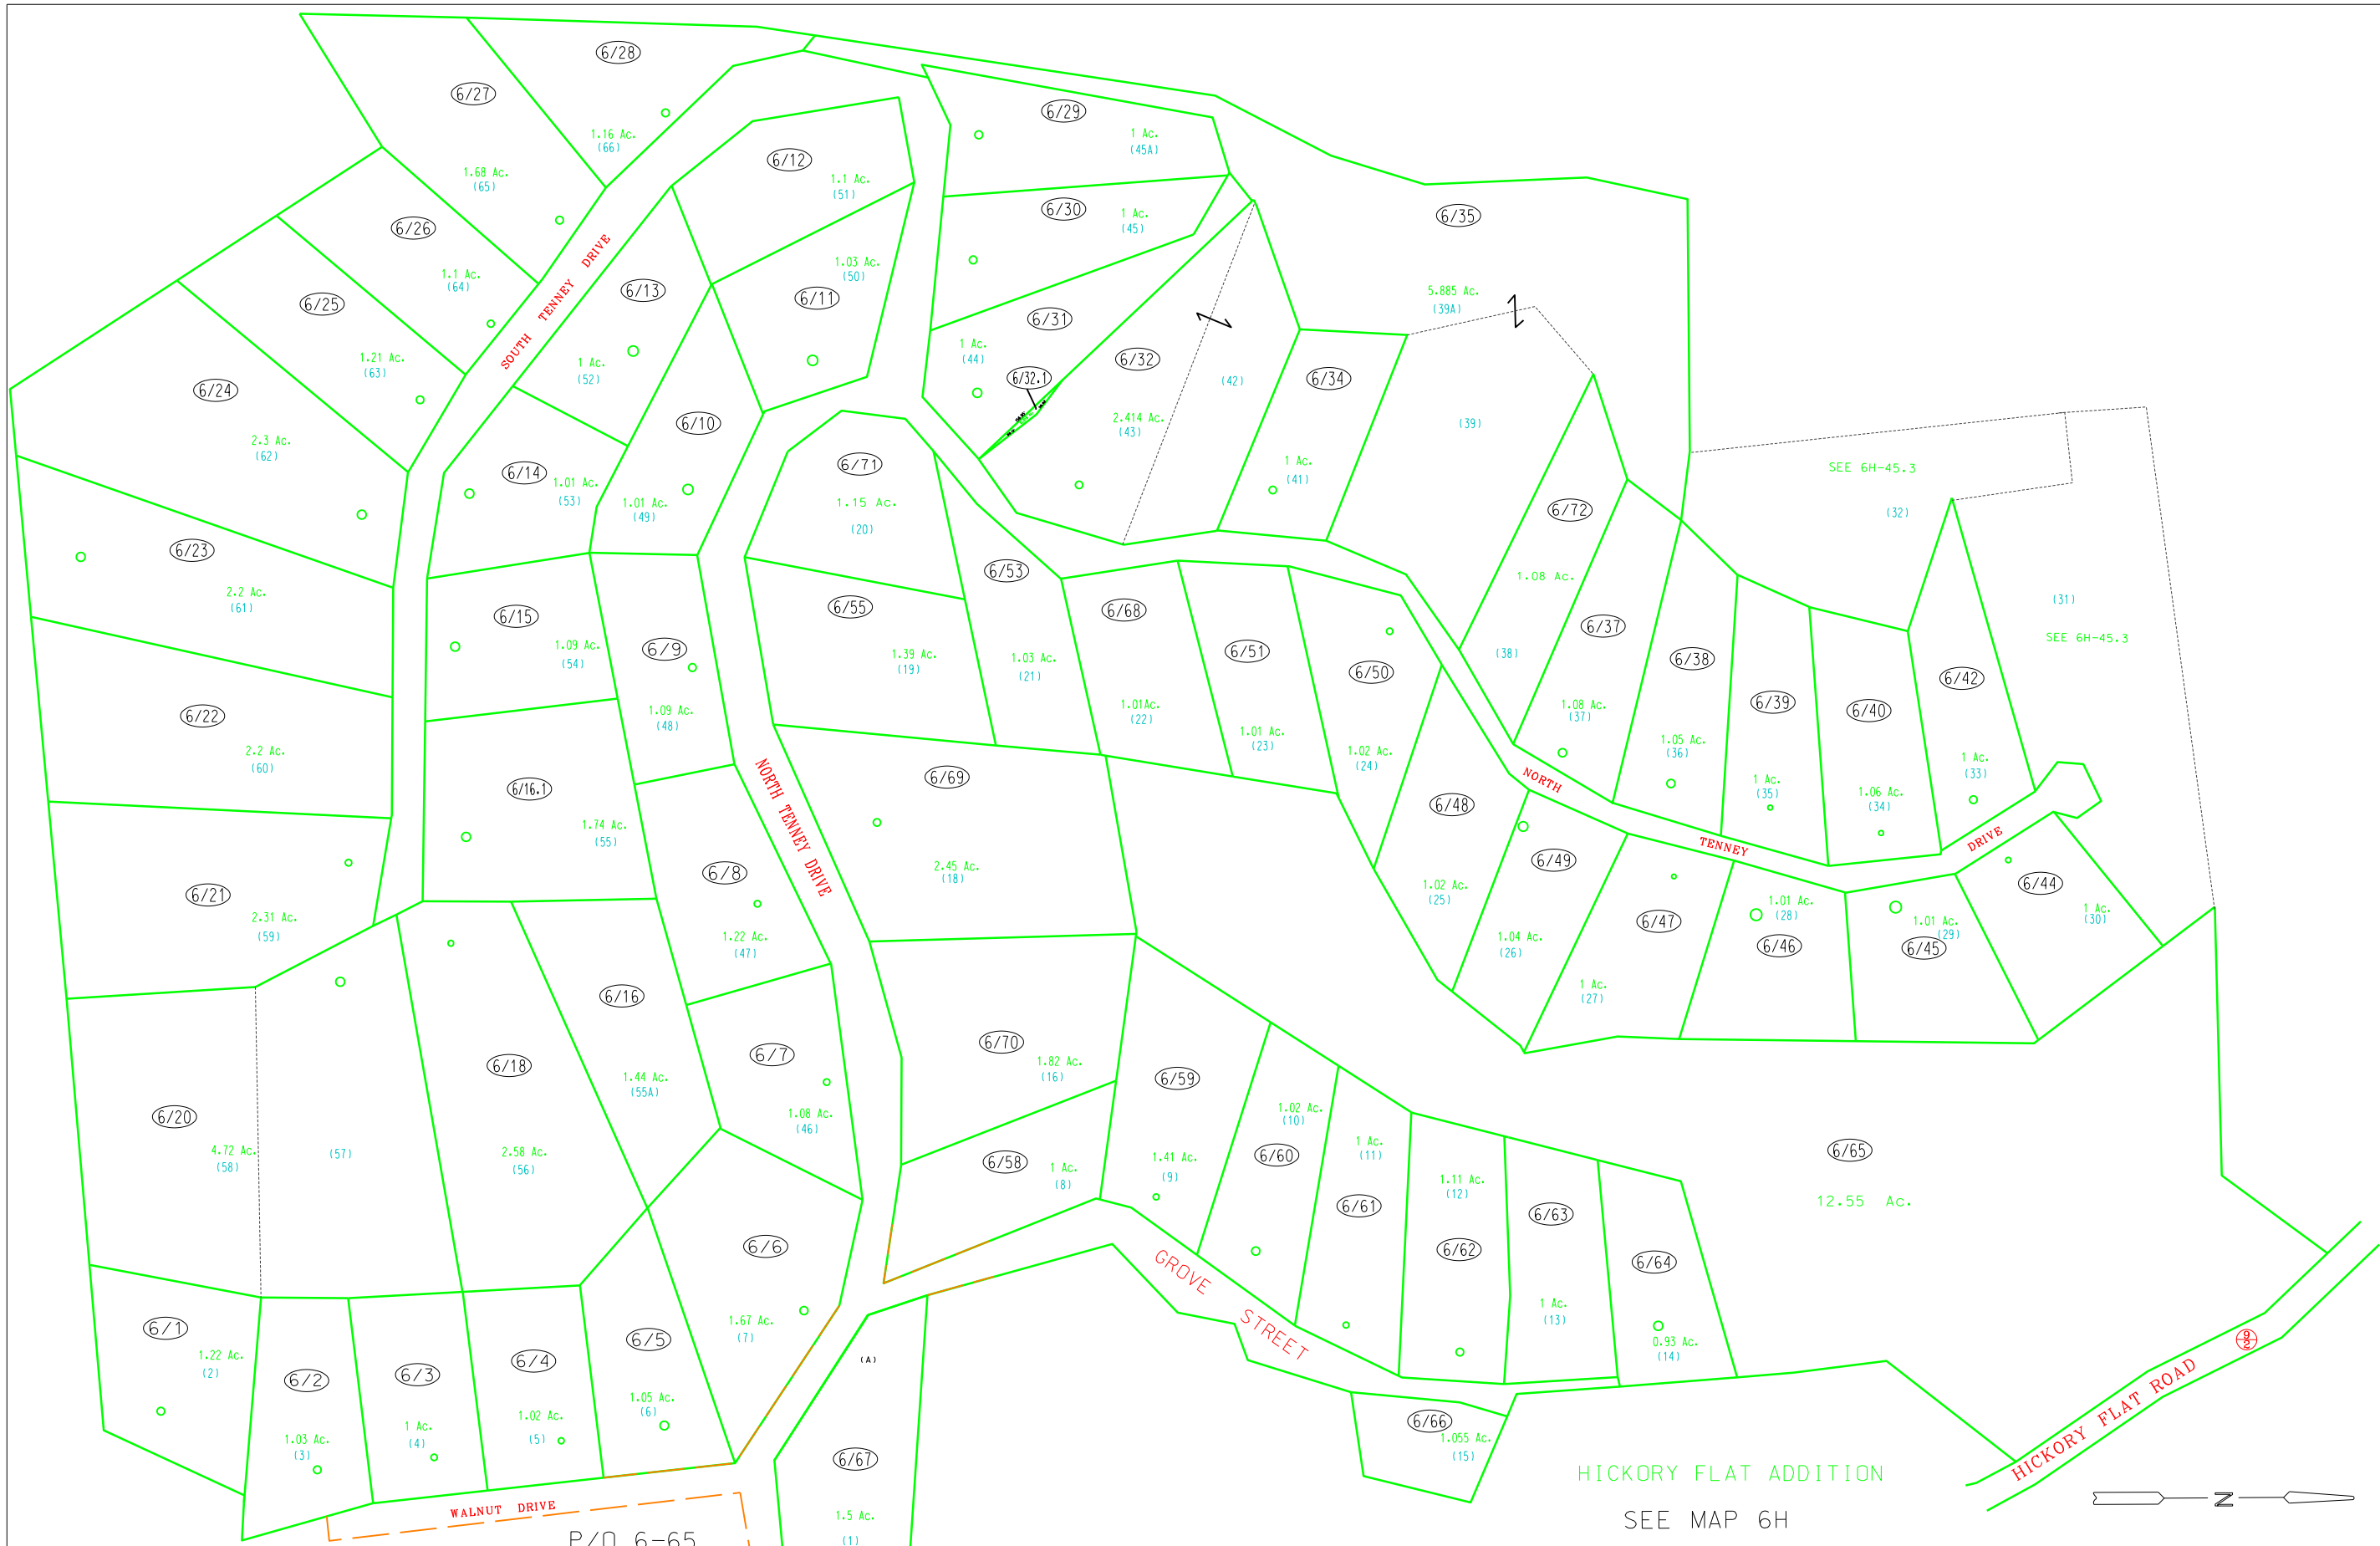 6/28
6/27
1.16 Ac.
(66)
1.68 Ac.
(65)
6/12
1.1 Ac.
(51)
6/29
1 Ac.
(45A)
6/26
1.1 Ac.
(64)
6/30
1 Ac.
(45)
6/35
5.885 Ac.
(39A)
6/25
1.21 Ac.
(63)
SOUTH TENNEY DRIVE
6/13
1 Ac.
(52)
6/11
1.03 Ac.
(50)
6/31
1 Ac.
(44)
6/32.1
6/32
2.414 Ac.
(43)
(42)
6/34
1 Ac.
(41)
(39)
6/24
2.3 Ac.
(62)
6/14
1.01 Ac.
(53)
6/10
1.01 Ac.
(49)
6/71
1.15 Ac.
(20)
6/72
1.08 Ac.
(38)
SEE 6H-45.3
(32)
6/23
2.2 Ac.
(61)
6/15
1.09 Ac.
(54)
6/9
1.09 Ac.
(48)
6/55
1.39 Ac.
(19)
6/53
1.03 Ac.
(21)
6/68
1.01Ac.
(22)
6/51
1.01 Ac.
(23)
6/50
1.02 Ac.
(24)
6/37
1.08 Ac.
(37)
6/38
1.05 Ac.
(36)
6/39
1 Ac.
(35)
6/40
1.06 Ac.
(34)
6/42
1 Ac.
(33)
(31)
SEE 6H-45.3
6/22
2.2 Ac.
(60)
6/16.1
1.74 Ac.
(55)
NORTH TENNEY DRIVE
6/69
2.45 Ac.
(18)
6/48
1.02 Ac.
(25)
NORTH TENNEY DRIVE
6/49
1.04 Ac.
(26)
6/47
1 Ac.
(27)
6/46
1.01 Ac.
(28)
6/45
1.01 Ac.
(29)
6/44
1 Ac.
(30)
6/21
2.31 Ac.
(59)
6/8
1.22 Ac.
(47)
6/16
1.44 Ac.
(55A)
6/7
1.08 Ac.
(46)
6/70
1.82 Ac.
(16)
6/59
1.41 Ac.
(9)
6/20
4.72 Ac.
(58)
(57)
6/18
2.58 Ac.
(56)
6/58
1 Ac.
(8)
6/60
1.02 Ac.
(10)
6/61
1 Ac.
(11)
6/62
1.11 Ac.
(12)
6/63
1 Ac.
(13)
6/64
0.93 Ac.
(14)
6/65
12.55 Ac.
6/6
1.67 Ac.
(7)
GROVE STREET
6/1
1.22 Ac.
(2)
6/2
1.03 Ac.
(3)
6/3
1 Ac.
(4)
6/4
1.02 Ac.
(5)
6/5
1.05 Ac.
(6)
(A)
6/67
1.5 Ac.
(1)
6/66
1.055 Ac.
(15)
HICKORY FLAT ROAD
9
2
WALNUT DRIVE
P/O 6-65
HICKORY FLAT ADDITION
SEE MAP 6H
N